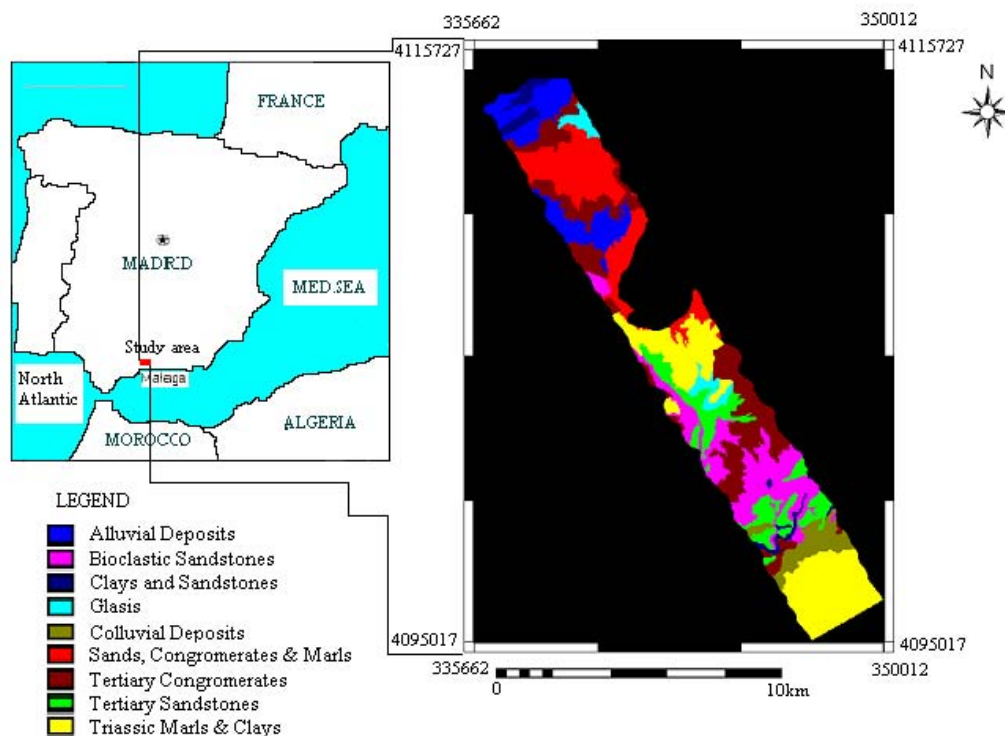 335662
350012
4115727
4115727
N
FRANCE
MADRID
MED.SEA
Study area
Malaga
North
Atlantic
ALGERIA
MOROCCO
LEGEND
Alluvial Deposits
Bioclastic Sandstones
Clays and Sandstones
Glasis
Colluvial Deposits
Sands, Congromerates & Marls
Tertiary Congromerates
Tertiary Sandstones
Triassic Marls & Clays
4095017
4095017
335662
350012
0
10km